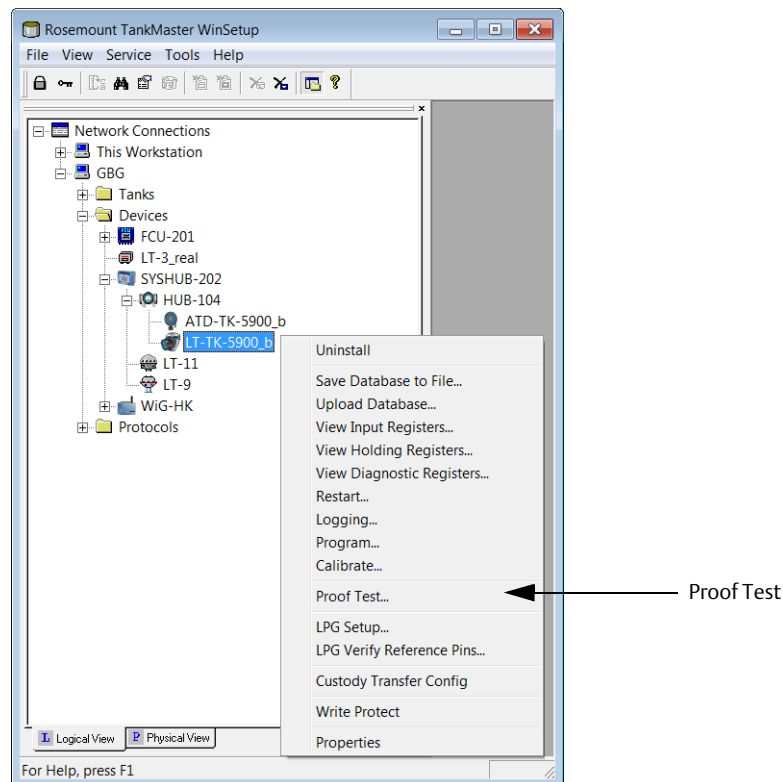 Rosemount TankMaster WinSetup
File View Service Tools Help
Network Connections
This Workstation
GBG
Tanks
Devices
FCU-201
LT-3_real
SYSHUB-202
HUB-104
ATD-TK-5900_b
LT-TK-5900_b
LT-11
LT-9
WiG-HK
Protocols
Uninstall
Save Database to File...
Upload Database...
View Input Registers...
View Holding Registers...
View Diagnostic Registers...
Restart...
Logging...
Program...
Calibrate...
Proof Test...
LPG Setup...
LPG Verify Reference Pins...
Custody Transfer Config
Write Protect
Properties
Proof Test
L Logical View P Physical View
For Help, press F1